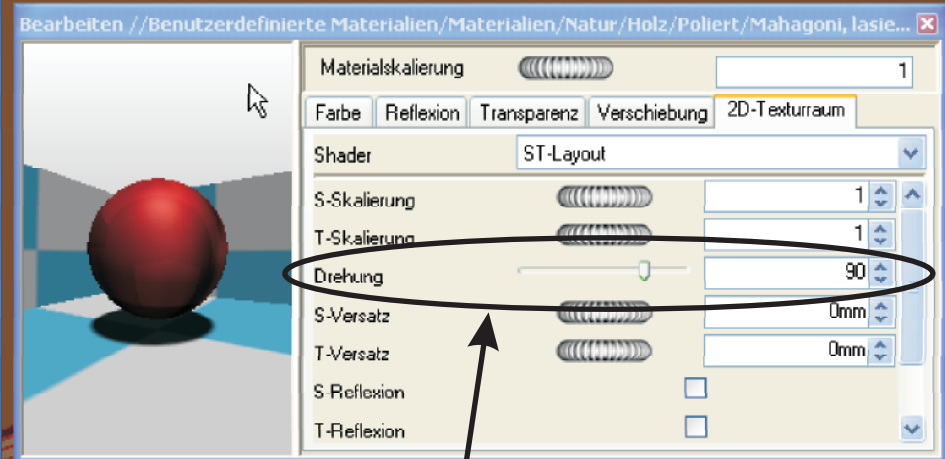 Bearbeiten //Benutzerdefinierte Materialien/Materialien/Natur/Holz/Poliert/Mahagoni, lasie...
Materialskalierung 1
Farbe Reflexion Transparenz Verschiebung 2D-Texturraum
Shader ST-Layout
S-Skalierung 1
T-Skalierung 1
Drehung 90
S-Versatz 0mm
T-Versatz 0mm
S-Reflexion
T-Reflexion